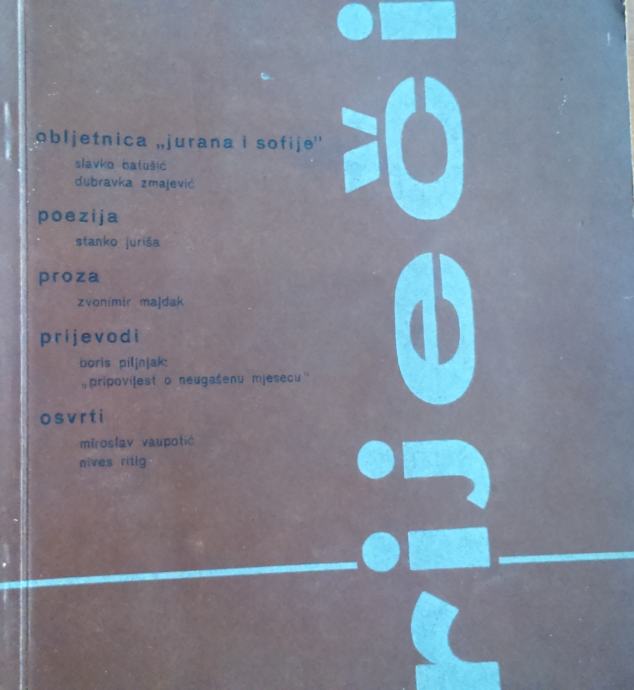 obljetnica „jurana i sofije"
slavko batušić
dubravka zmajević
poezija
stanko juriša
proza
zvonimir majdak
prijevodi
boris piljnjak:
„pripovijest o neugašenu mjesecu"
osvrti
miroslav vaupotić
nives ritig
riječi